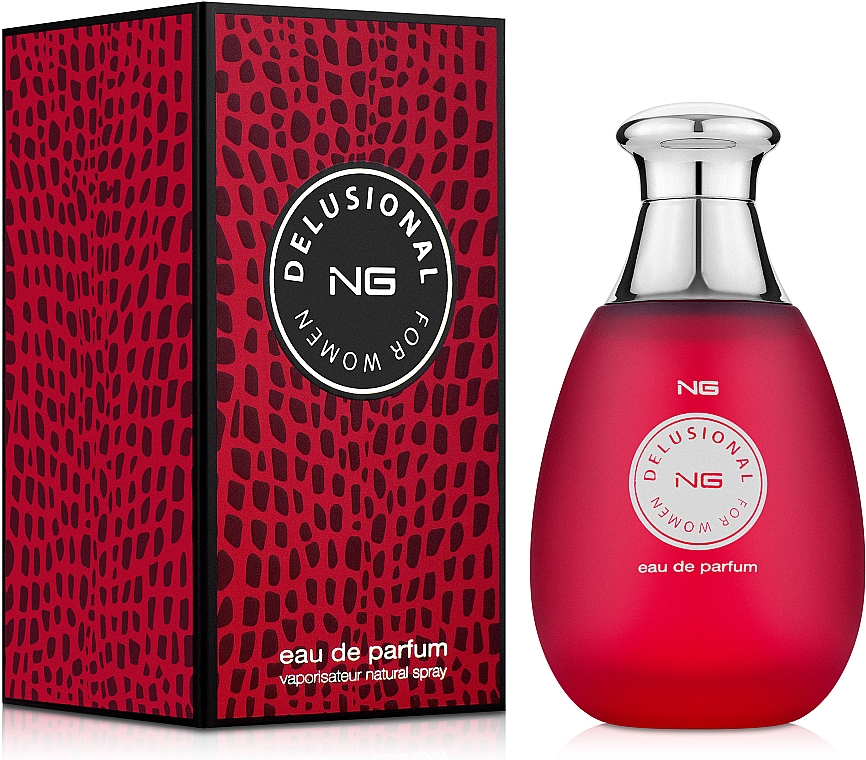 DELUSIONAL
NG
FOR WOMEN
eau de parfum
vaporisateur natural spray
NG
DELUSIONAL
NG
FOR WOMEN
eau de parfum